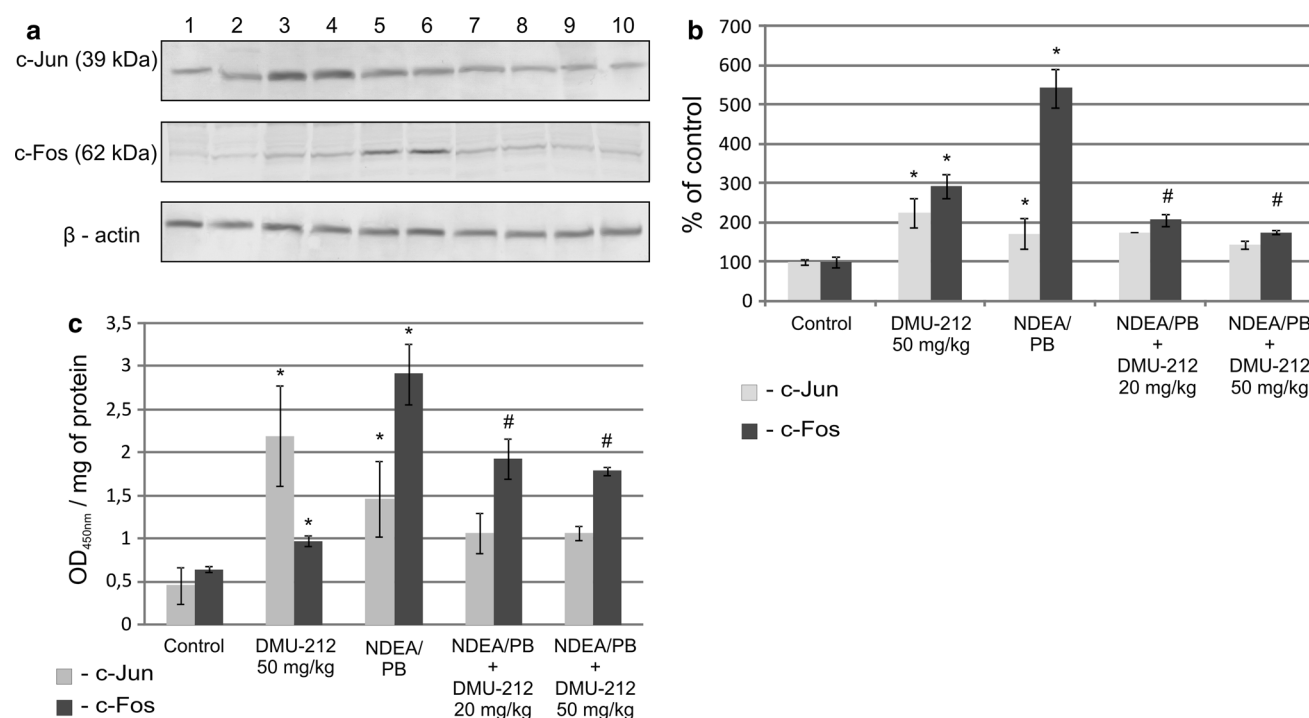 a
1 2 3 4 5 6 7 8 9 10
c-Jun (39 kDa)
c-Fos (62 kDa)
β - actin
b
% of control
700
600
500
400
300
200
100
0
* * * * # #
Control
DMU-212
50 mg/kg
NDEA/
PB
NDEA/PB
+
DMU-212
20 mg/kg
NDEA/PB
+
DMU-212
50 mg/kg
- c-Jun
- c-Fos
c
OD450nm / mg of protein
3,5
3
2,5
2
1,5
1
0,5
0
* * * * # #
Control
DMU-212
50 mg/kg
NDEA/
PB
NDEA/PB
+
DMU-212
20 mg/kg
NDEA/PB
+
DMU-212
50 mg/kg
- c-Jun
- c-Fos